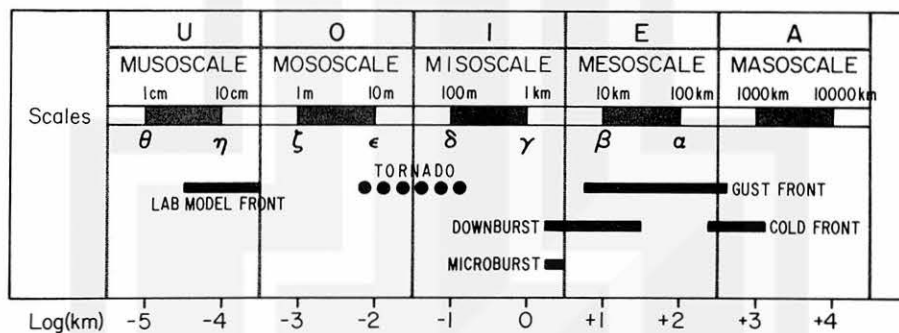 U O I E A
MUSOSCALE MOSOSCALE MISOSCALE MESOSCALE MASOSCALE
1cm 10cm 1m 10m 100m 1km 10km 100km 1000km 10000km
Scales
θ η ζ ε δ γ β α
TORNADO
LAB MODEL FRONT GUST FRONT
DOWNBURST COLD FRONT
MICROBURST
Log(km) -5 -4 -3 -2 -1 0 +1 +2 +3 +4